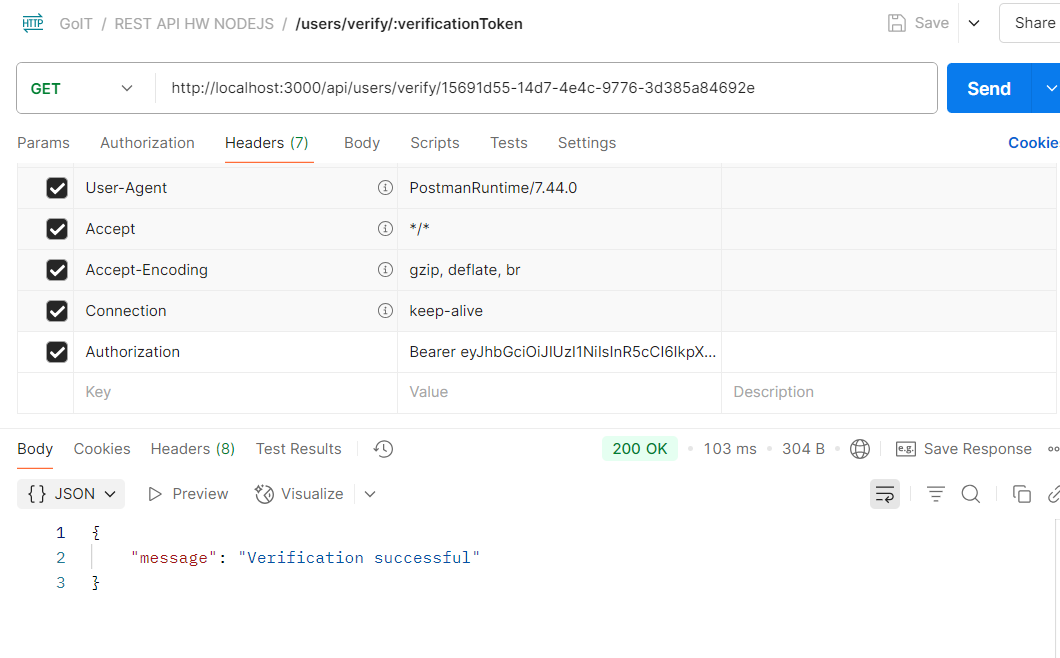 HTTP GoIT / REST API HW NODEJS / /users/verify/:verificationToken Save Share
GET http://localhost:3000/api/users/verify/15691d55-14d7-4e4c-9776-3d385a84692e Send
Params Authorization Headers (7) Body Scripts Tests Settings Cookie
User-Agent PostmanRuntime/7.44.0
Accept */*
Accept-Encoding gzip, deflate, br
Connection keep-alive
Authorization Bearer eyJhbGciOiJIUzI1NiIsInR5cCI6IkpX...
Key Value Description
Body Cookies Headers (8) Test Results 200 OK • 103 ms • 304 B • e.g. Save Response
{} JSON Preview Visualize
1 {
2 "message": "Verification successful"
3 }